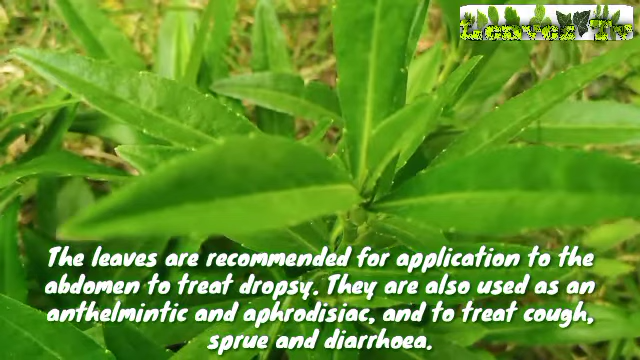 The leaves are recommended for application to the
abdomen to treat dropsy. They are also used as an
anthelmintic and aphrodisiac, and to treat cough,
sprue and diarrhoea.